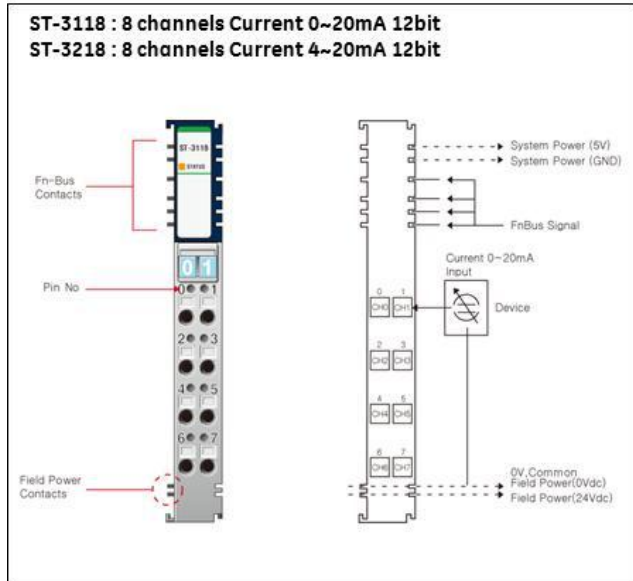 ST-3118 : 8 channels Current 0~20mA 12bit
ST-3218 : 8 channels Current 4~20mA 12bit
Fn-Bus
Contacts
ST-3118
STATUS
0 1
Pin No
0 1
2 3
4 5
6 7
Field Power
Contacts
System Power (5V)
System Power (GND)
FnBus Signal
Current 0~20mA
Input
Device
0 1
CH0 CH1
2 3
CH2 CH3
4 5
CH4 CH5
6 7
CH6 CH7
0V,Common
Field Power(0Vdc)
Field Power(24Vdc)